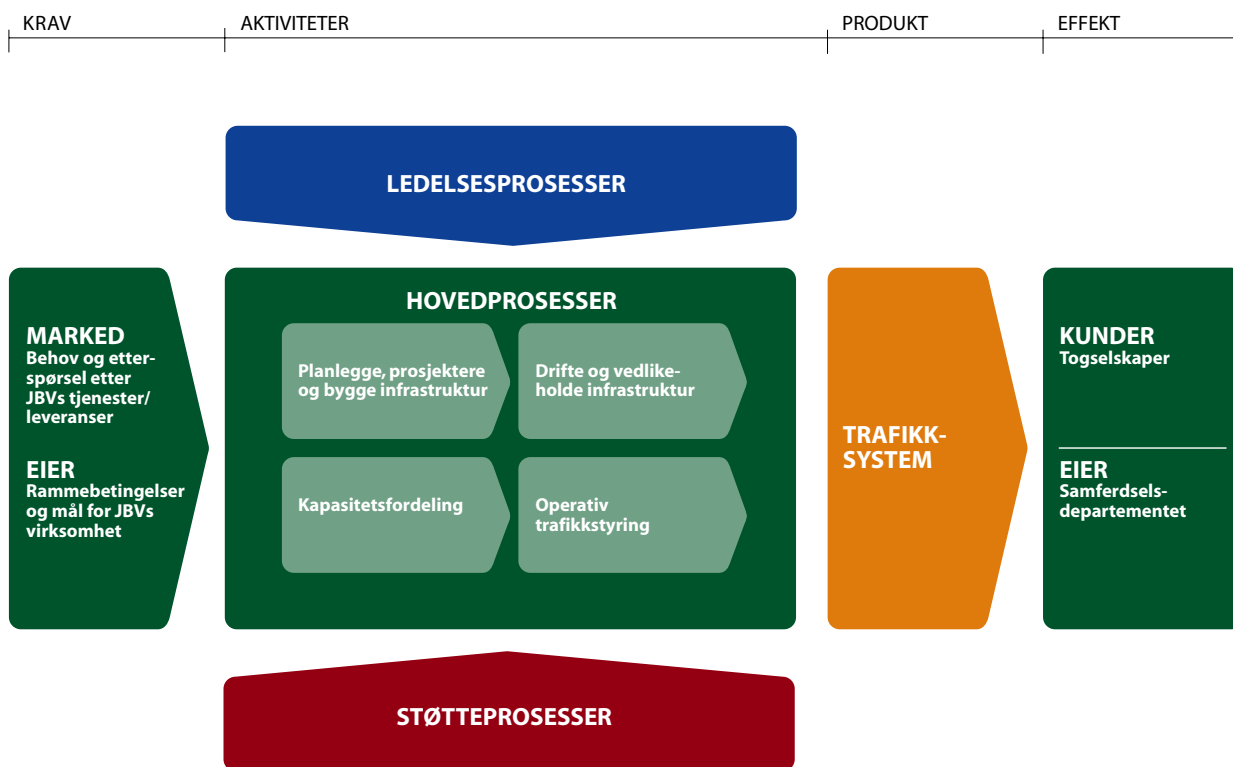 KRAV
AKTIVITETER
PRODUKT
EFFEKT
LEDELSESPROSESSER
MARKED
Behov og etter-
spørsel etter
JBVs tjenester/
leveranser
EIER
Rammebetingelser
og mål for JBVs
virksomhet
HOVEDPROSESSER
Planlegge, prosjektere
og bygge infrastruktur
Drifte og vedlike-
holde infrastruktur
Kapasitetsfordeling
Operativ
trafikkstyring
TRAFIKK-
SYSTEM
KUNDER
Togselskaper
EIER
Samferdsels-
departementet
STØTTEPROSESSER